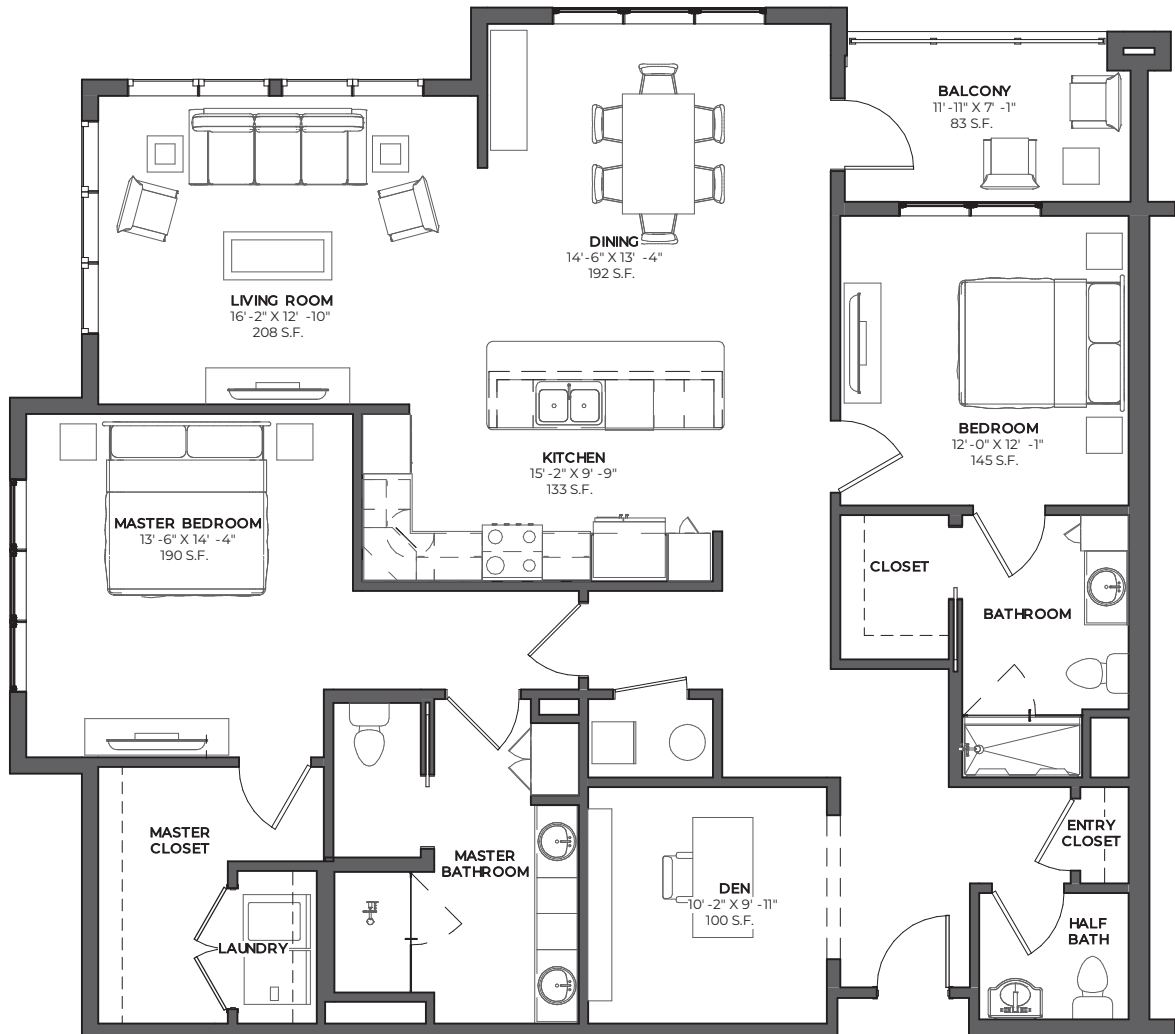 BALCONY
11'-11" X 7' -1"
83 S.F.
DINING
14'-6" X 13' -4"
192 S.F.
LIVING ROOM
16'-2" X 12' -10"
208 S.F.
BEDROOM
12'-0" X 12' -1"
145 S.F.
KITCHEN
15'-2" X 9' -9"
133 S.F.
MASTER BEDROOM
13'-6" X 14' -4"
190 S.F.
CLOSET
BATHROOM
MASTER
CLOSET
MASTER
BATHROOM
ENTRY
CLOSET
DEN
10'-2" X 9' -11"
100 S.F.
HALF
BATH
LAUNDRY